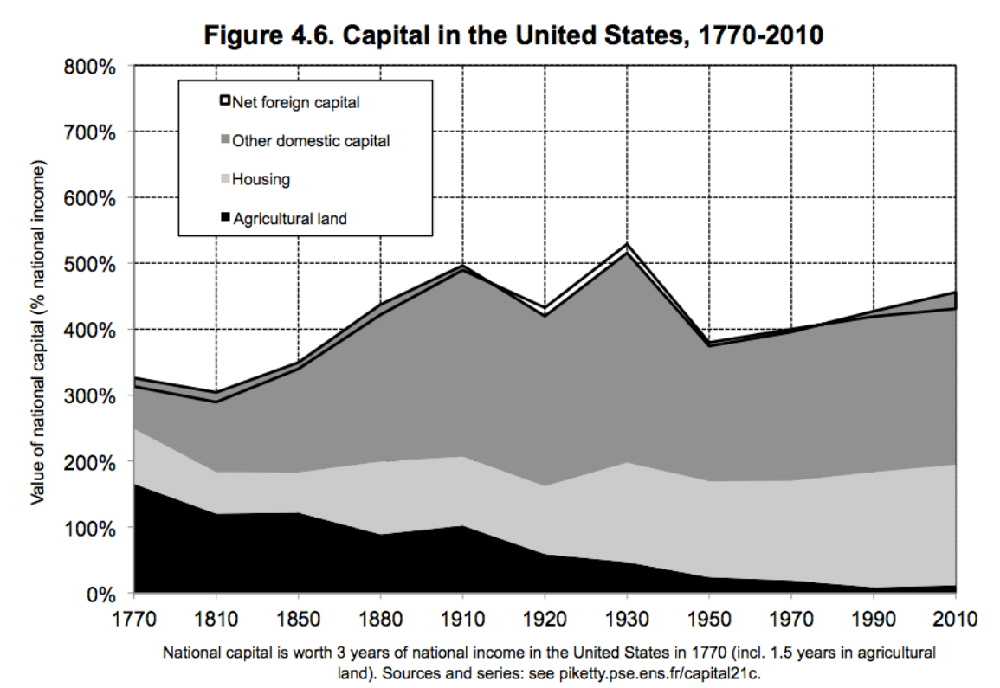 Figure 4.6. Capital in the United States, 1770-2010
800%
700%
600%
500%
400%
300%
200%
100%
0%
Value of national capital (% national income)
Net foreign capital
Other domestic capital
Housing
Agricultural land
1770 1810 1850 1880 1910 1920 1930 1950 1970 1990 2010
National capital is worth 3 years of national income in the United States in 1770 (incl. 1.5 years in agricultural
land). Sources and series: see piketty.pse.ens.fr/capital21c.